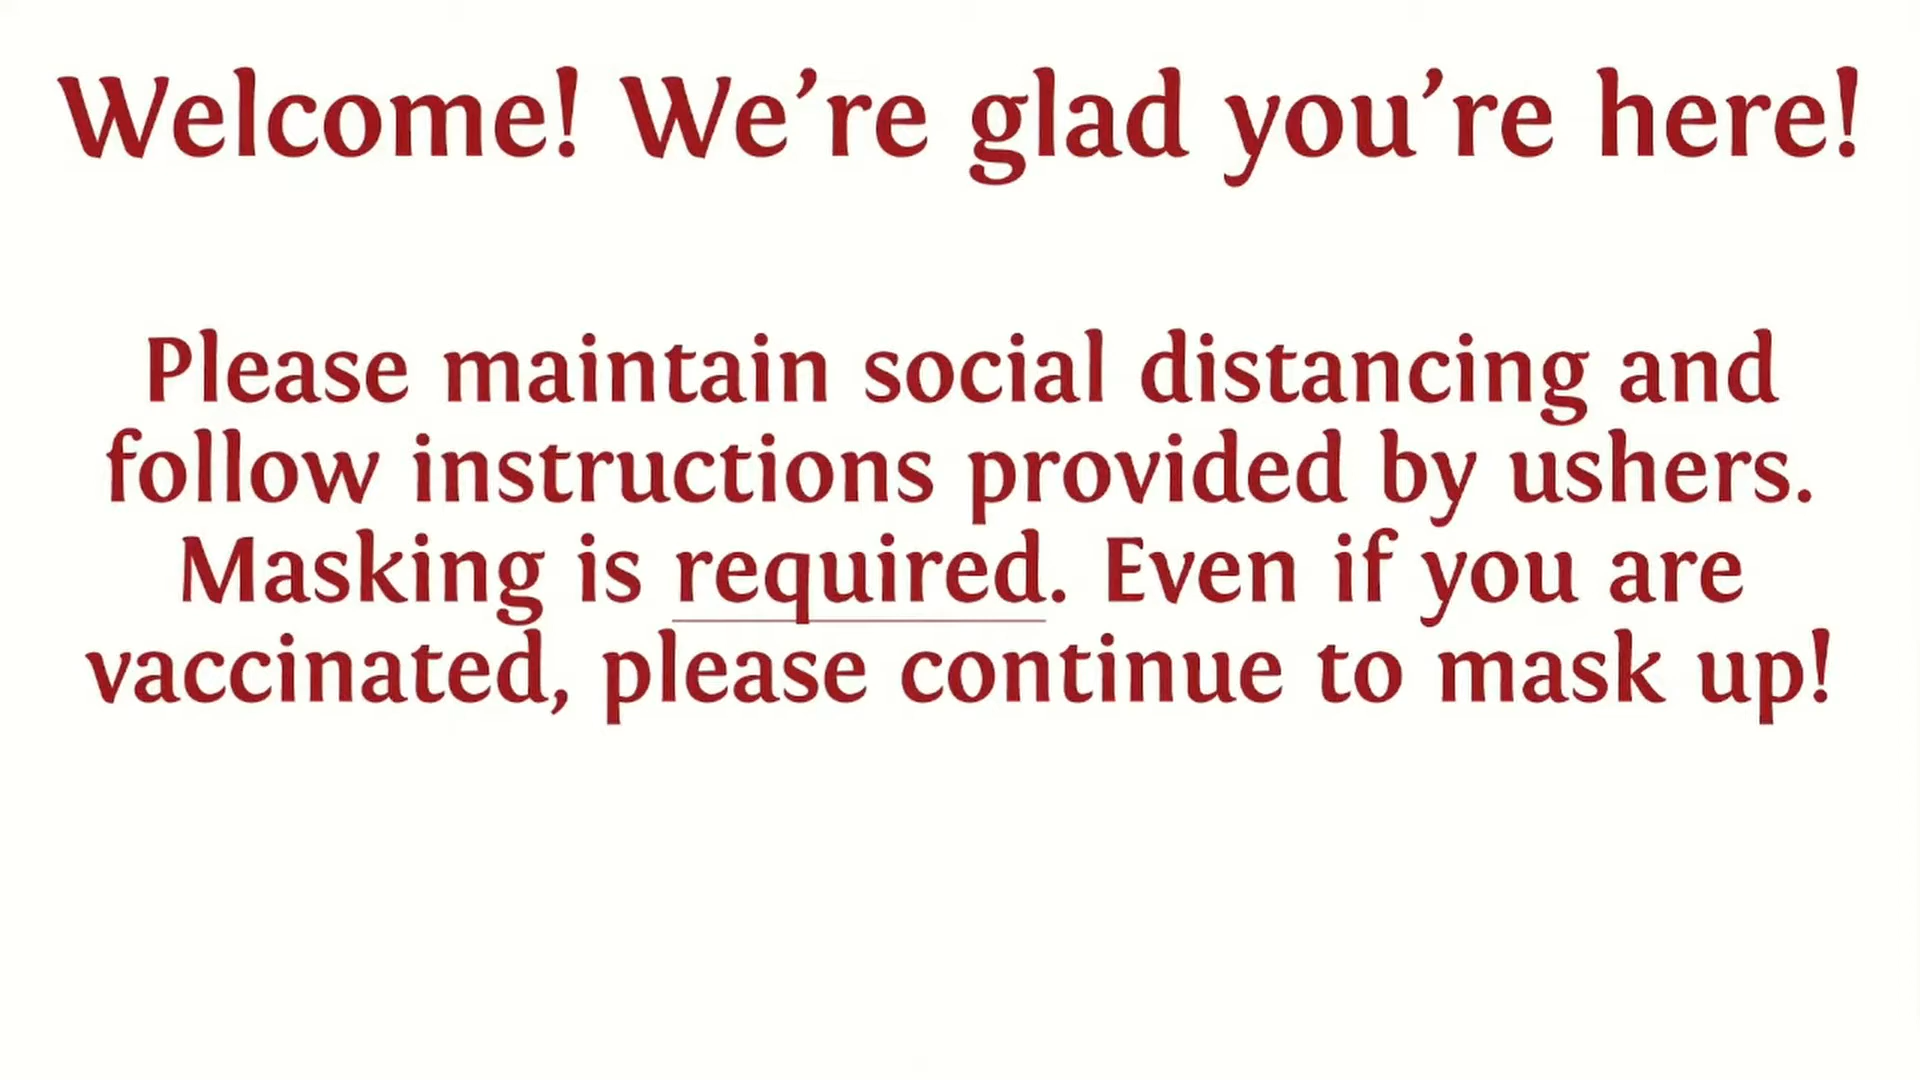 Welcome! We’re glad you’re here!
Please maintain social distancing and
follow instructions provided by ushers.
Masking is required. Even if you are
vaccinated, please continue to mask up!